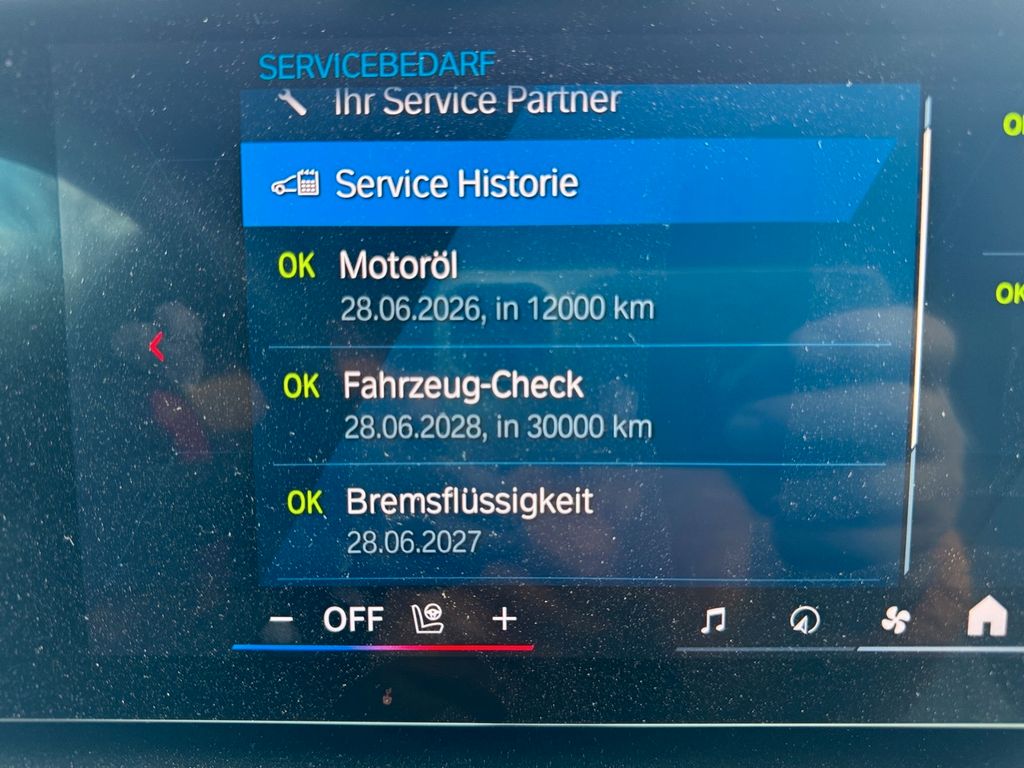 SERVICEBEDARF
Ihr Service Partner
Service Historie
OK Motoröl
28.06.2026, in 12000 km
OK Fahrzeug-Check
28.06.2028, in 30000 km
OK Bremsflüssigkeit
28.06.2027
− OFF +
OK